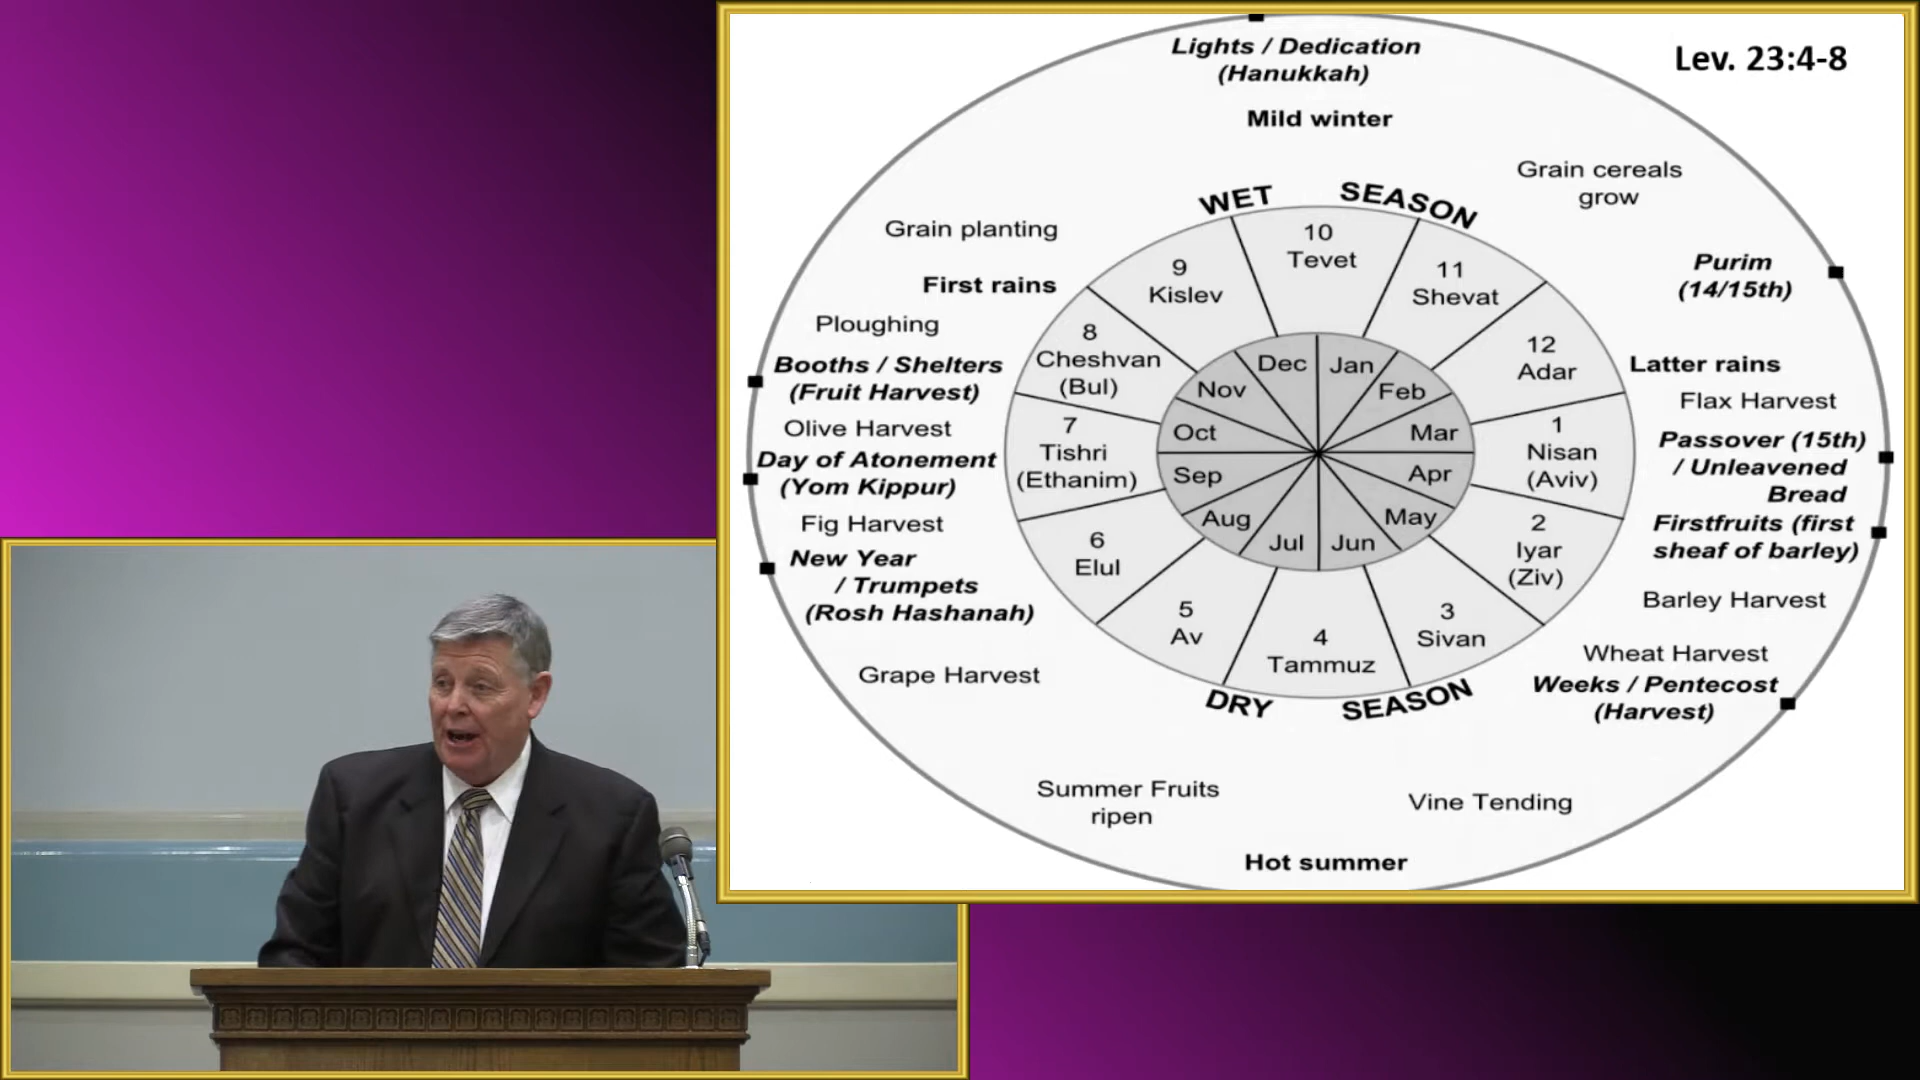 Lev. 23:4-8
Lights / Dedication
(Hanukkah)
Mild winter
Grain cereals
grow
WET SEASON
Grain planting
First rains
Ploughing
Booths / Shelters
(Fruit Harvest)
Olive Harvest
Day of Atonement
(Yom Kippur)
Fig Harvest
New Year
/ Trumpets
(Rosh Hashanah)
Grape Harvest
Purim
(14/15th)
Latter rains
Flax Harvest
Passover (15th)
/ Unleavened
Bread
Firstfruits (first
sheaf of barley)
Barley Harvest
Wheat Harvest
Weeks / Pentecost
(Harvest)
10
Tevet
11
Shevat
12
Adar
1
Nisan
(Aviv)
2
Iyar
(Ziv)
3
Sivan
4
Tammuz
5
Av
6
Elul
7
Tishri
(Ethanim)
8
Cheshvan
(Bul)
9
Kislev
Jan
Feb
Mar
Apr
May
Jun
Jul
Aug
Sep
Oct
Nov
Dec
DRY SEASON
Summer Fruits
ripen
Vine Tending
Hot summer